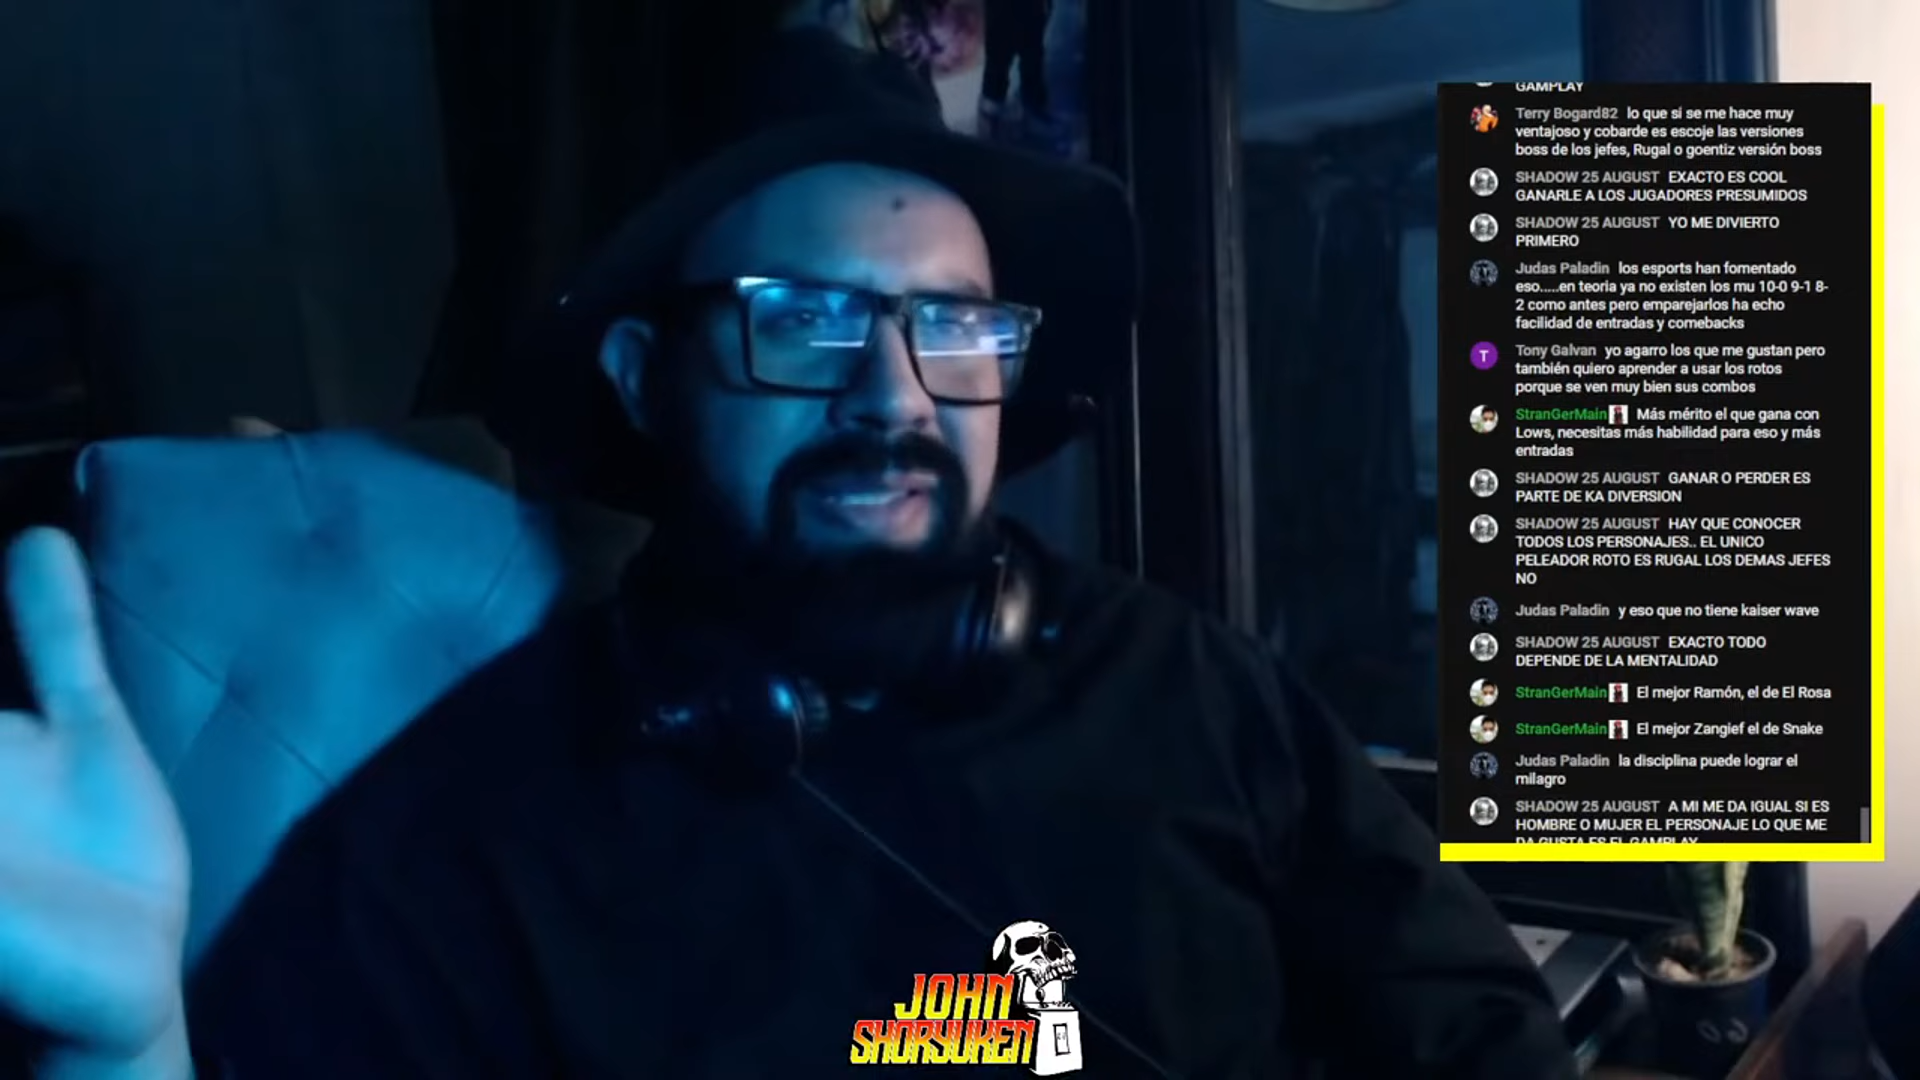 GAMPLAY
Terry Bogard82 lo que si se me hace muy
ventajoso y cobarde es escoje las versiones
boss de los jefes, Rugal o goentiz versión boss
SHADOW 25 AUGUST EXACTO ES COOL
GANARLE A LOS JUGADORES PRESUMIDOS
SHADOW 25 AUGUST YO ME DIVIERTO
PRIMERO
Judas Paladin los esports han fomentado
eso.....en teoria ya no existen los mu 10-0 9-1 8-
2 como antes pero emparejarlos ha echo
facilidad de entradas y comebacks
T
Tony Galvan yo agarro los que me gustan pero
también quiero aprender a usar los rotos
porque se ven muy bien sus combos
StranGerMain Más mérito el que gana con
Lows, necesitas más habilidad para eso y más
entradas
SHADOW 25 AUGUST GANAR O PERDER ES
PARTE DE KA DIVERSION
SHADOW 25 AUGUST HAY QUE CONOCER
TODOS LOS PERSONAJES.. EL UNICO
PELEADOR ROTO ES RUGAL LOS DEMAS JEFES
NO
Judas Paladin y eso que no tiene kaiser wave
SHADOW 25 AUGUST EXACTO TODO
DEPENDE DE LA MENTALIDAD
StranGerMain El mejor Ramón, el de El Rosa
StranGerMain El mejor Zangief el de Snake
Judas Paladin la disciplina puede lograr el
milagro
SHADOW 25 AUGUST A MI ME DA IGUAL SI ES
HOMBRE O MUJER EL PERSONAJE LO QUE ME
DA GUSTA ES EL GAMPLAY
JOHN
SHORYUKEN